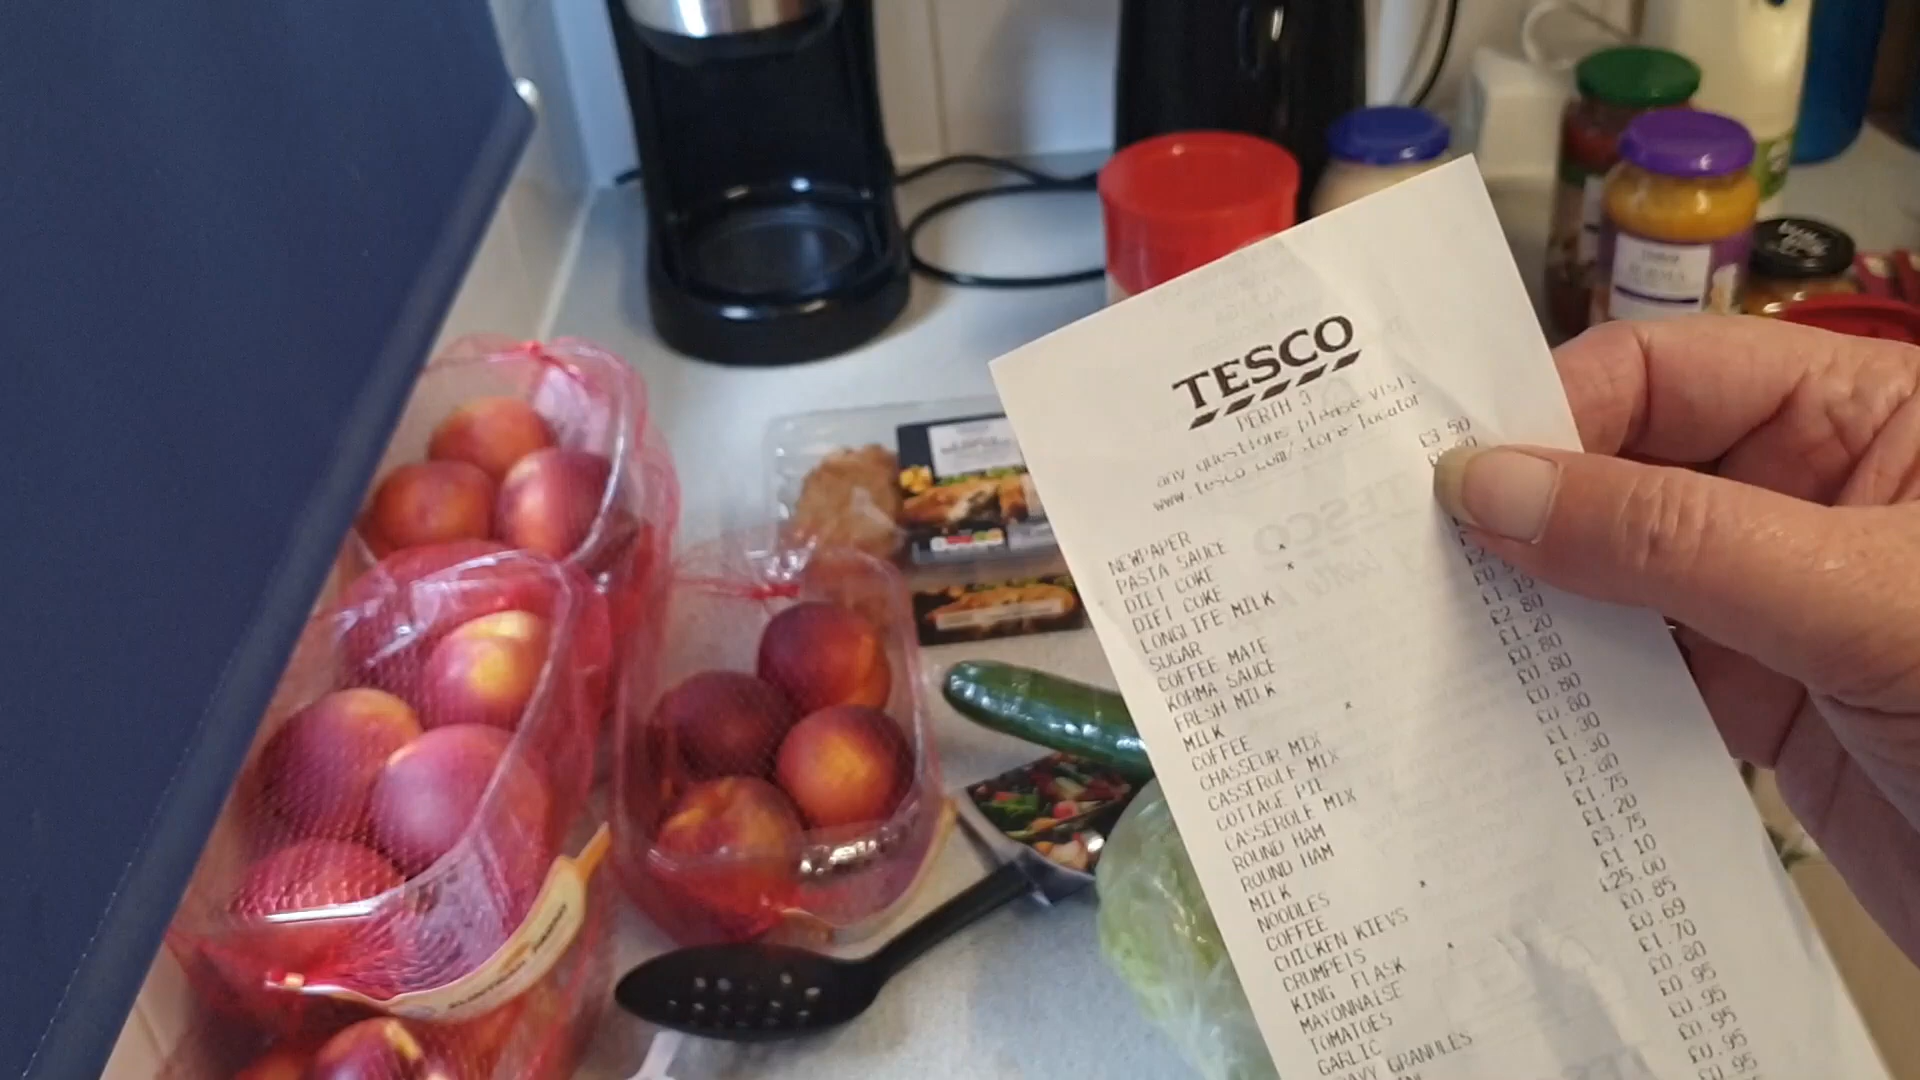 TESCO
PERTH 3
any questions please visit
www.tesco.com/store-locator
£3.50
NEWPAPER
PASTA SAUCE
DIET COKE *
DIET COKE *
LONGLIFE MILK
SUGAR
COFFEE MATE
KORMA SAUCE
FRESH MILK
MILK
COFFEE *
CHASSEUR MIX
CASSEROLE MIX
COTTAGE PIE
CASSEROLE MIX
ROUND HAM
ROUND HAM
MILK
NOODLES
COFFEE
CHICKEN KIEVS *
CRUMPETS
KING FLASK *
MAYONNAISE
TOMATOES
GARLIC
GRANULES
£1.15
£2.80
£1.20
£0.80
£0.80
£0.80
£0.80
£1.30
£1.30
£2.80
£1.75
£1.20
£3.75
£1.10
£25.00
£0.85
£0.69
£1.70
£0.80
£0.95
£0.95
£0.95
£0.95
£0.95